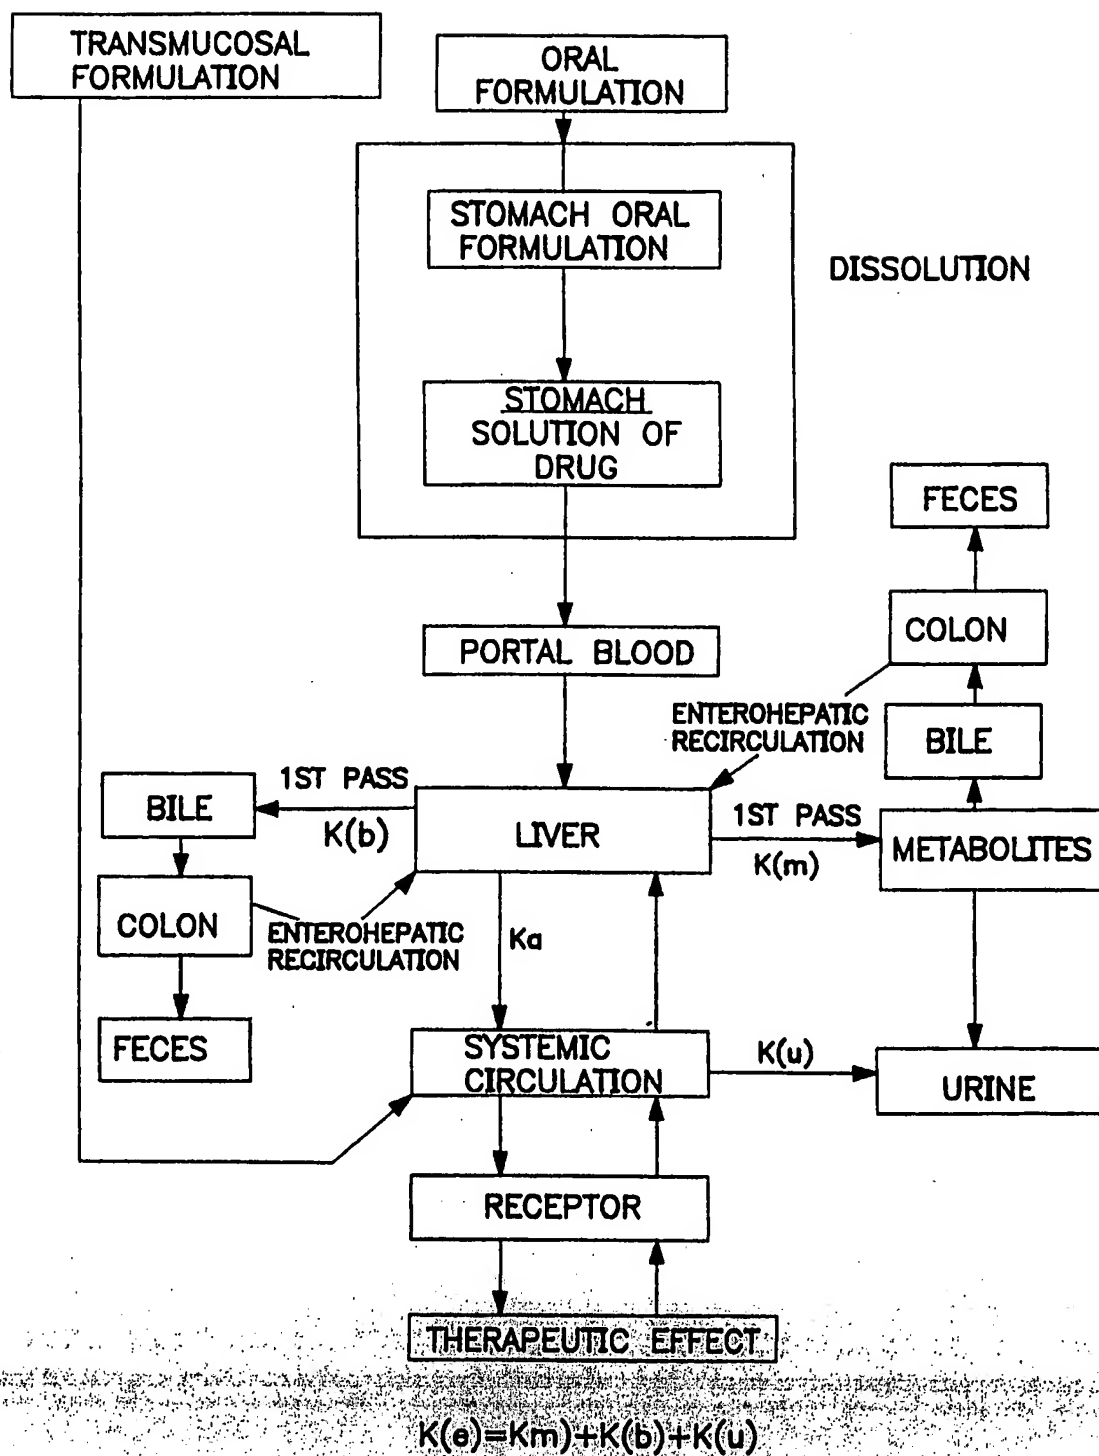 TRANSMUCOSAL
FORMULATION
ORAL
FORMULATION
STOMACH ORAL
FORMULATION
DISSOLUTION
STOMACH
SOLUTION OF
DRUG
FECES
COLON
PORTAL BLOOD
ENTEROHEPATIC
RECIRCULATION
BILE
1ST PASS
BILE
K(b)
LIVER
1ST PASS
K(m)
METABOLITES
COLON
ENTEROHEPATIC
RECIRCULATION
Ka
FECES
SYSTEMIC
CIRCULATION
K(u)
URINE
RECEPTOR
THERAPEUTIC EFFECT
K(e)=Km)+K(b)+K(u)